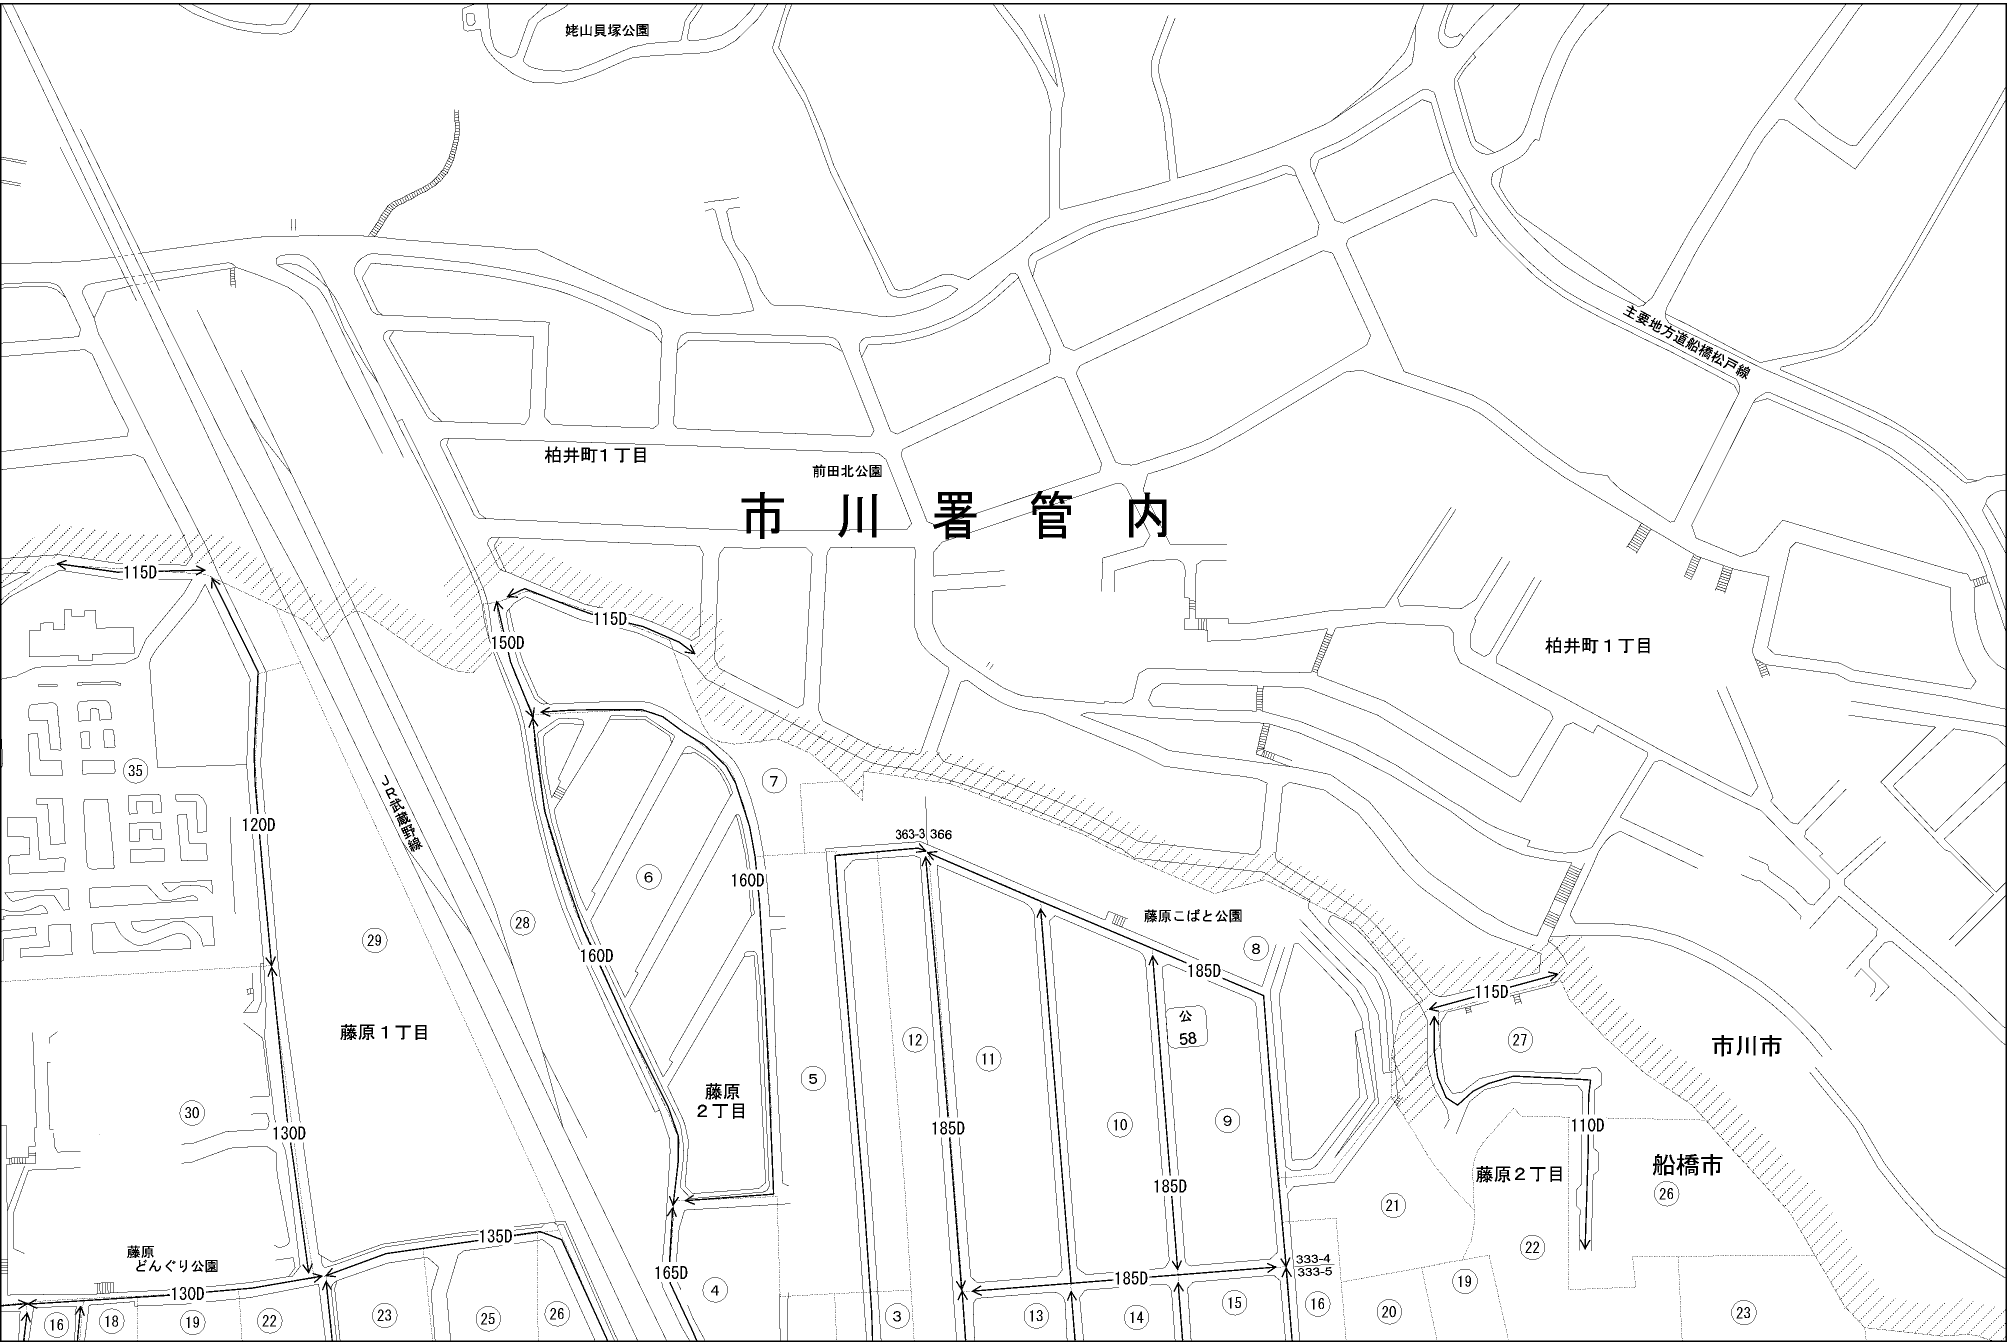 姥山貝塚公園
主要地方道船橋松戸線
柏井町1丁目
前田北公園
市川署管内
115D
115D
150D
柏井町1丁目
35
JR武蔵野線
7
120D
363-3 366
6
160D
160D
28
29
藤原こばと公園
8
185D
115D
公
58
12
11
27
藤原1丁目
市川市
5
藤原
2丁目
30
130D
185D
10
9
110D
185D
藤原2丁目
船橋市
26
21
135D
22
藤原
どんぐり公園
165D
185D
333-4
333-5
130D
4
19
16
18
19
22
23
25
26
3
13
14
15
16
20
23